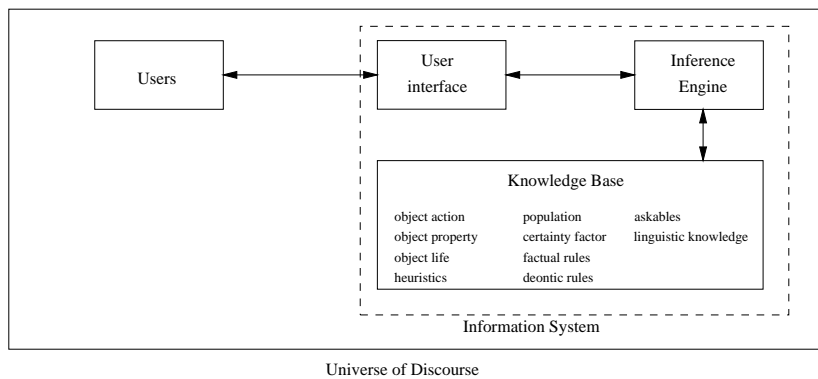 Users
User
interface
Inference
Engine
Knowledge Base
object action population askables
object property certainty factor linguistic knowledge
object life factual rules
heuristics deontic rules
Information System
Universe of Discourse